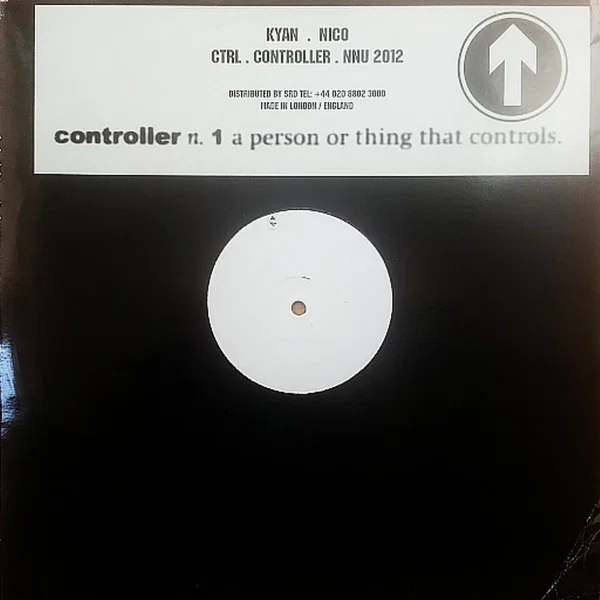 KYAN . NICO
CTRL . CONTROLLER . NNU 2012
DISTRIBUTED BY SRD TEL: +44 020 8802 3000
MADE IN LONDON / ENGLAND
controller n. 1 a person or thing that controls.